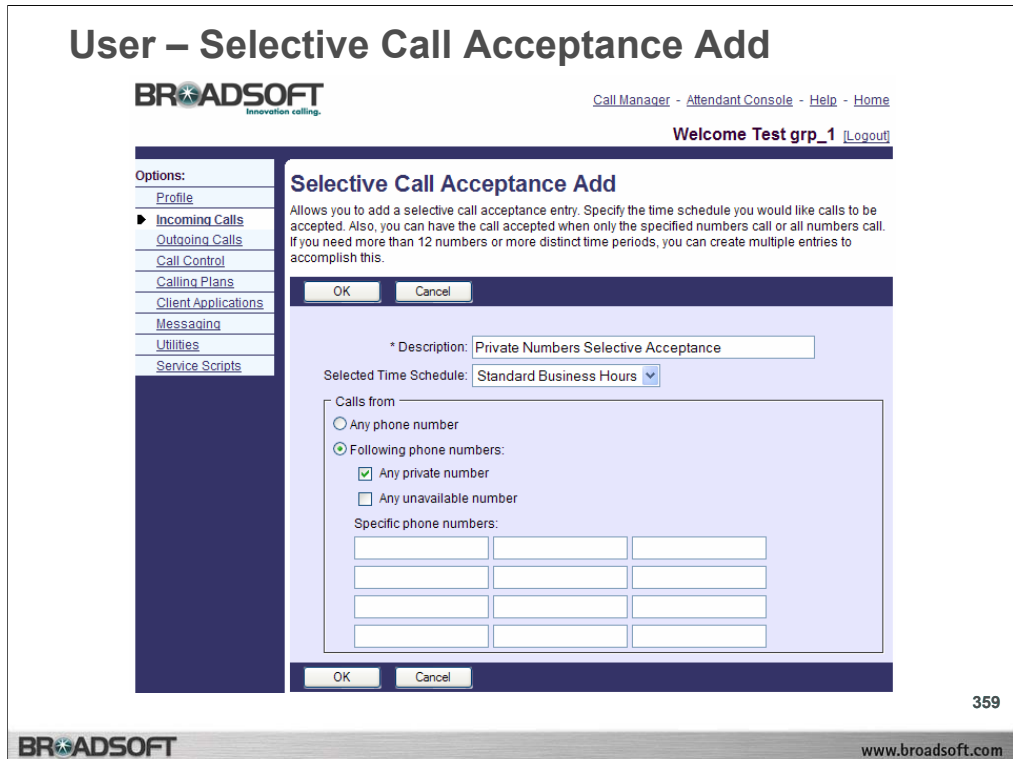 User – Selective Call Acceptance Add
BROADSOFT
Innovation calling.
Call Manager - Attendant Console - Help - Home
Welcome Test grp_1 [Logout]
Options:
Profile
Incoming Calls
Outgoing Calls
Call Control
Calling Plans
Client Applications
Messaging
Utilities
Service Scripts
Selective Call Acceptance Add
Allows you to add a selective call acceptance entry. Specify the time schedule you would like calls to be
accepted. Also, you can have the call accepted when only the specified numbers call or all numbers call.
If you need more than 12 numbers or more distinct time periods, you can create multiple entries to
accomplish this.
OK Cancel
* Description: Private Numbers Selective Acceptance
Selected Time Schedule: Standard Business Hours
Calls from
Any phone number
Following phone numbers:
Any private number
Any unavailable number
Specific phone numbers:
OK Cancel
359
BROADSOFT
www.broadsoft.com